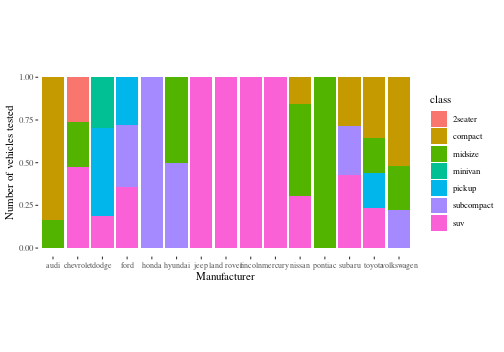 1.00
0.75
0.50
0.25
0.00
Number of vehicles tested
audi chevrolet dodge ford honda hyundai jeep land rover lincoln mercury nissan pontiac subaru toyota volkswagen
Manufacturer
class
2seater
compact
midsize
minivan
pickup
subcompact
suv